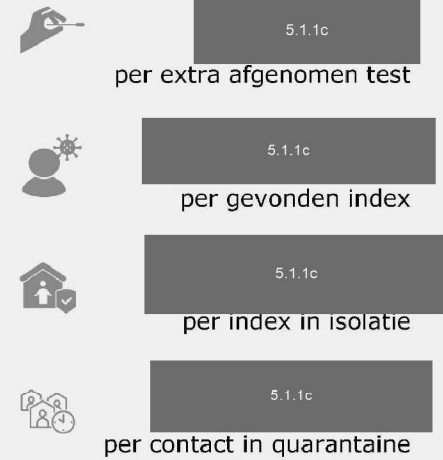 5.1.1c
per extra afgenomen test
5.1.1c
per gevonden index
5.1.1c
per index in isolatie
5.1.1c
per contact in quarantaine